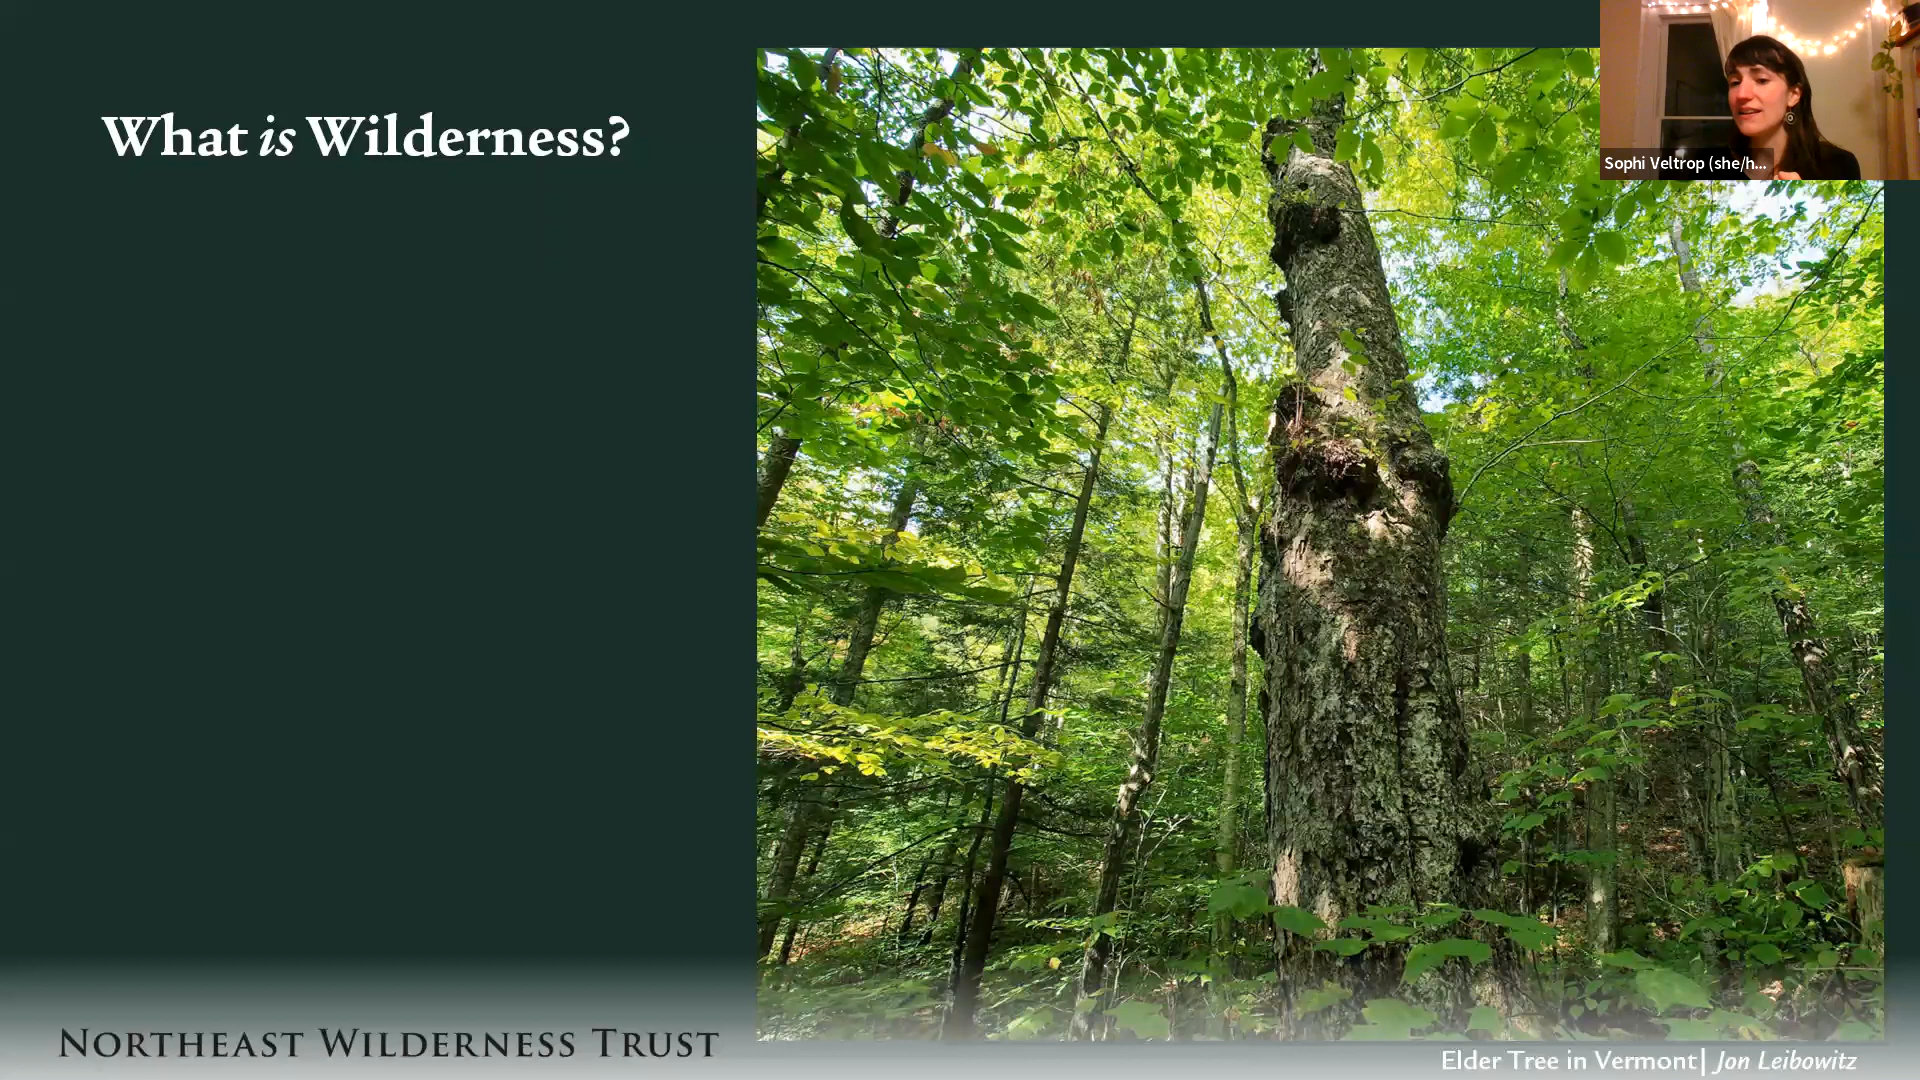 What is Wilderness?
Sophi Veltrop (she/h...
NORTHEAST WILDERNESS TRUST
Elder Tree in Vermont| Jon Leibowitz